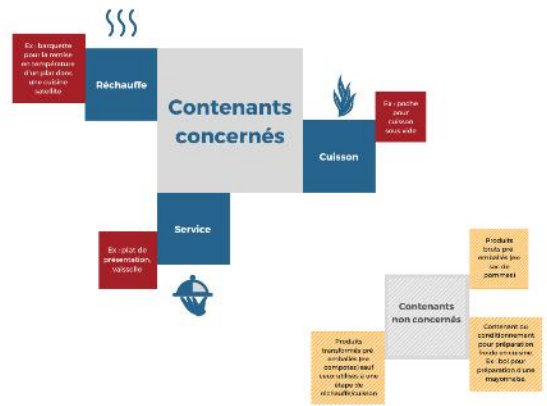 Ex : barquette
pour la remise
en température
d'un plat dans
une cuisine
satellite
Réchauffe
Contenants
concernés
Cuisson
Ex : poche
pour
cuisson
sous vide
Service
Ex : plat de
présentation,
vaisselle
Produits
bruts pré
emballés (ex
sac de
pommes)
Contenants
non concernés
Contenant ou
conditionnement
pour préparation
froide en cuisine.
Ex : bol pour
préparation d'une
mayonnaise.
Produits
transformés pré
emballés (ex
compotes) sauf
ceux utilisés à une
étape de
réchauffe/cuisson